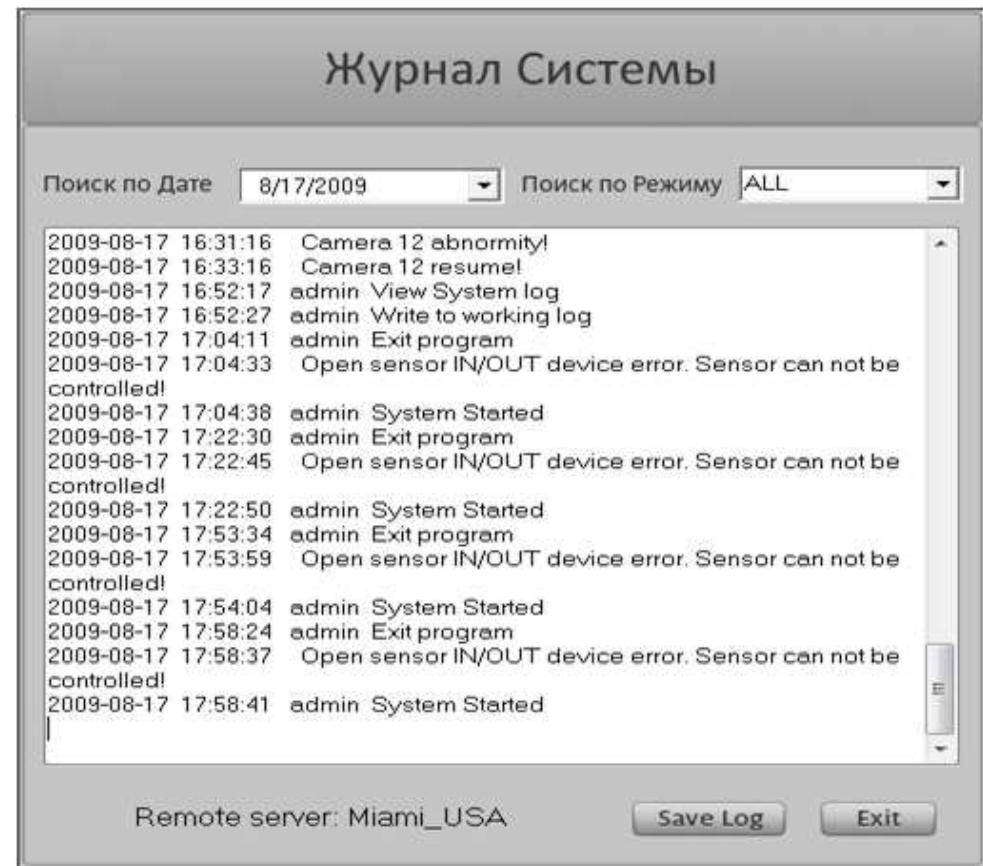 Журнал Системы
Поиск по Дате 8/17/2009 Поиск по Режиму ALL
2009-08-17 16:31:16 Camera 12 abnormity!
2009-08-17 16:33:16 Camera 12 resume!
2009-08-17 16:52:17 admin View System log
2009-08-17 16:52:27 admin Write to working log
2009-08-17 17:04:11 admin Exit program
2009-08-17 17:04:33 Open sensor IN/OUT device error. Sensor can not be
controlled!
2009-08-17 17:04:38 admin System Started
2009-08-17 17:22:30 admin Exit program
2009-08-17 17:22:45 Open sensor IN/OUT device error. Sensor can not be
controlled!
2009-08-17 17:22:50 admin System Started
2009-08-17 17:53:34 admin Exit program
2009-08-17 17:53:59 Open sensor IN/OUT device error. Sensor can not be
controlled!
2009-08-17 17:54:04 admin System Started
2009-08-17 17:58:24 admin Exit program
2009-08-17 17:58:37 Open sensor IN/OUT device error. Sensor can not be
controlled!
2009-08-17 17:58:41 admin System Started
Remote server: Miami_USA Save Log Exit